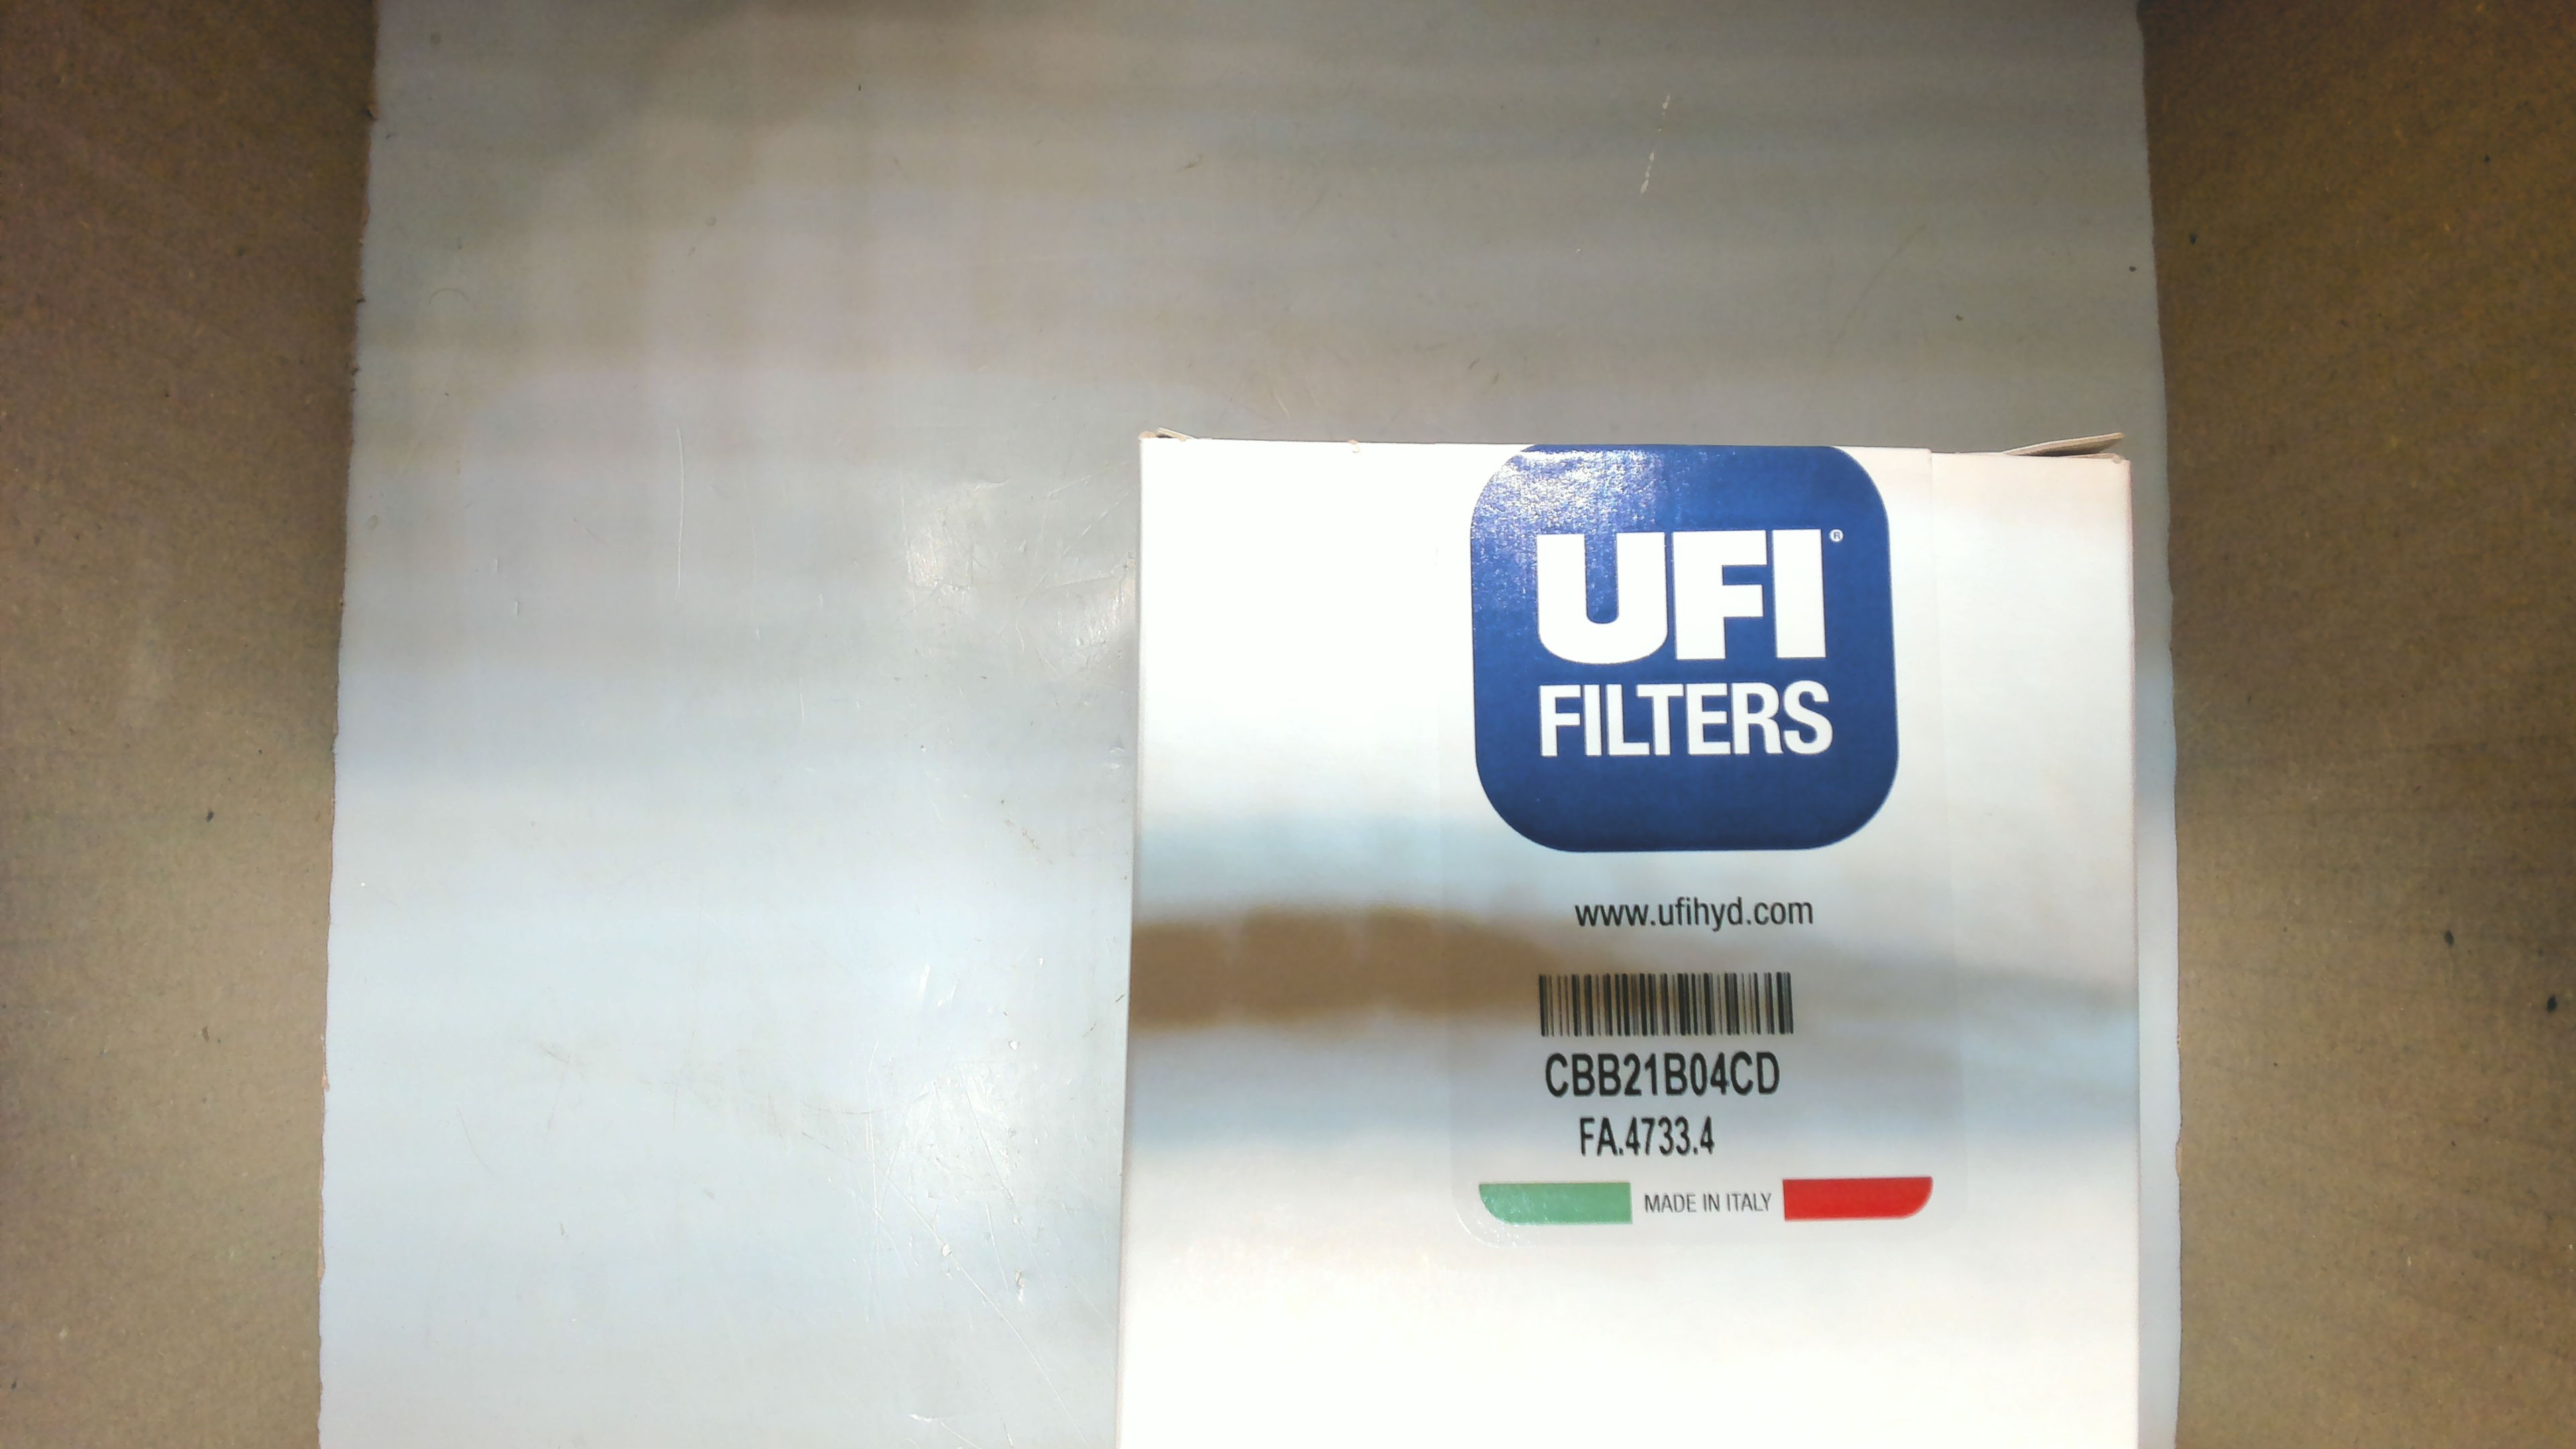 UFI®
FILTERS
www.ufihyd.com
CBB21B04CD
FA.4733.4
MADE IN ITALY